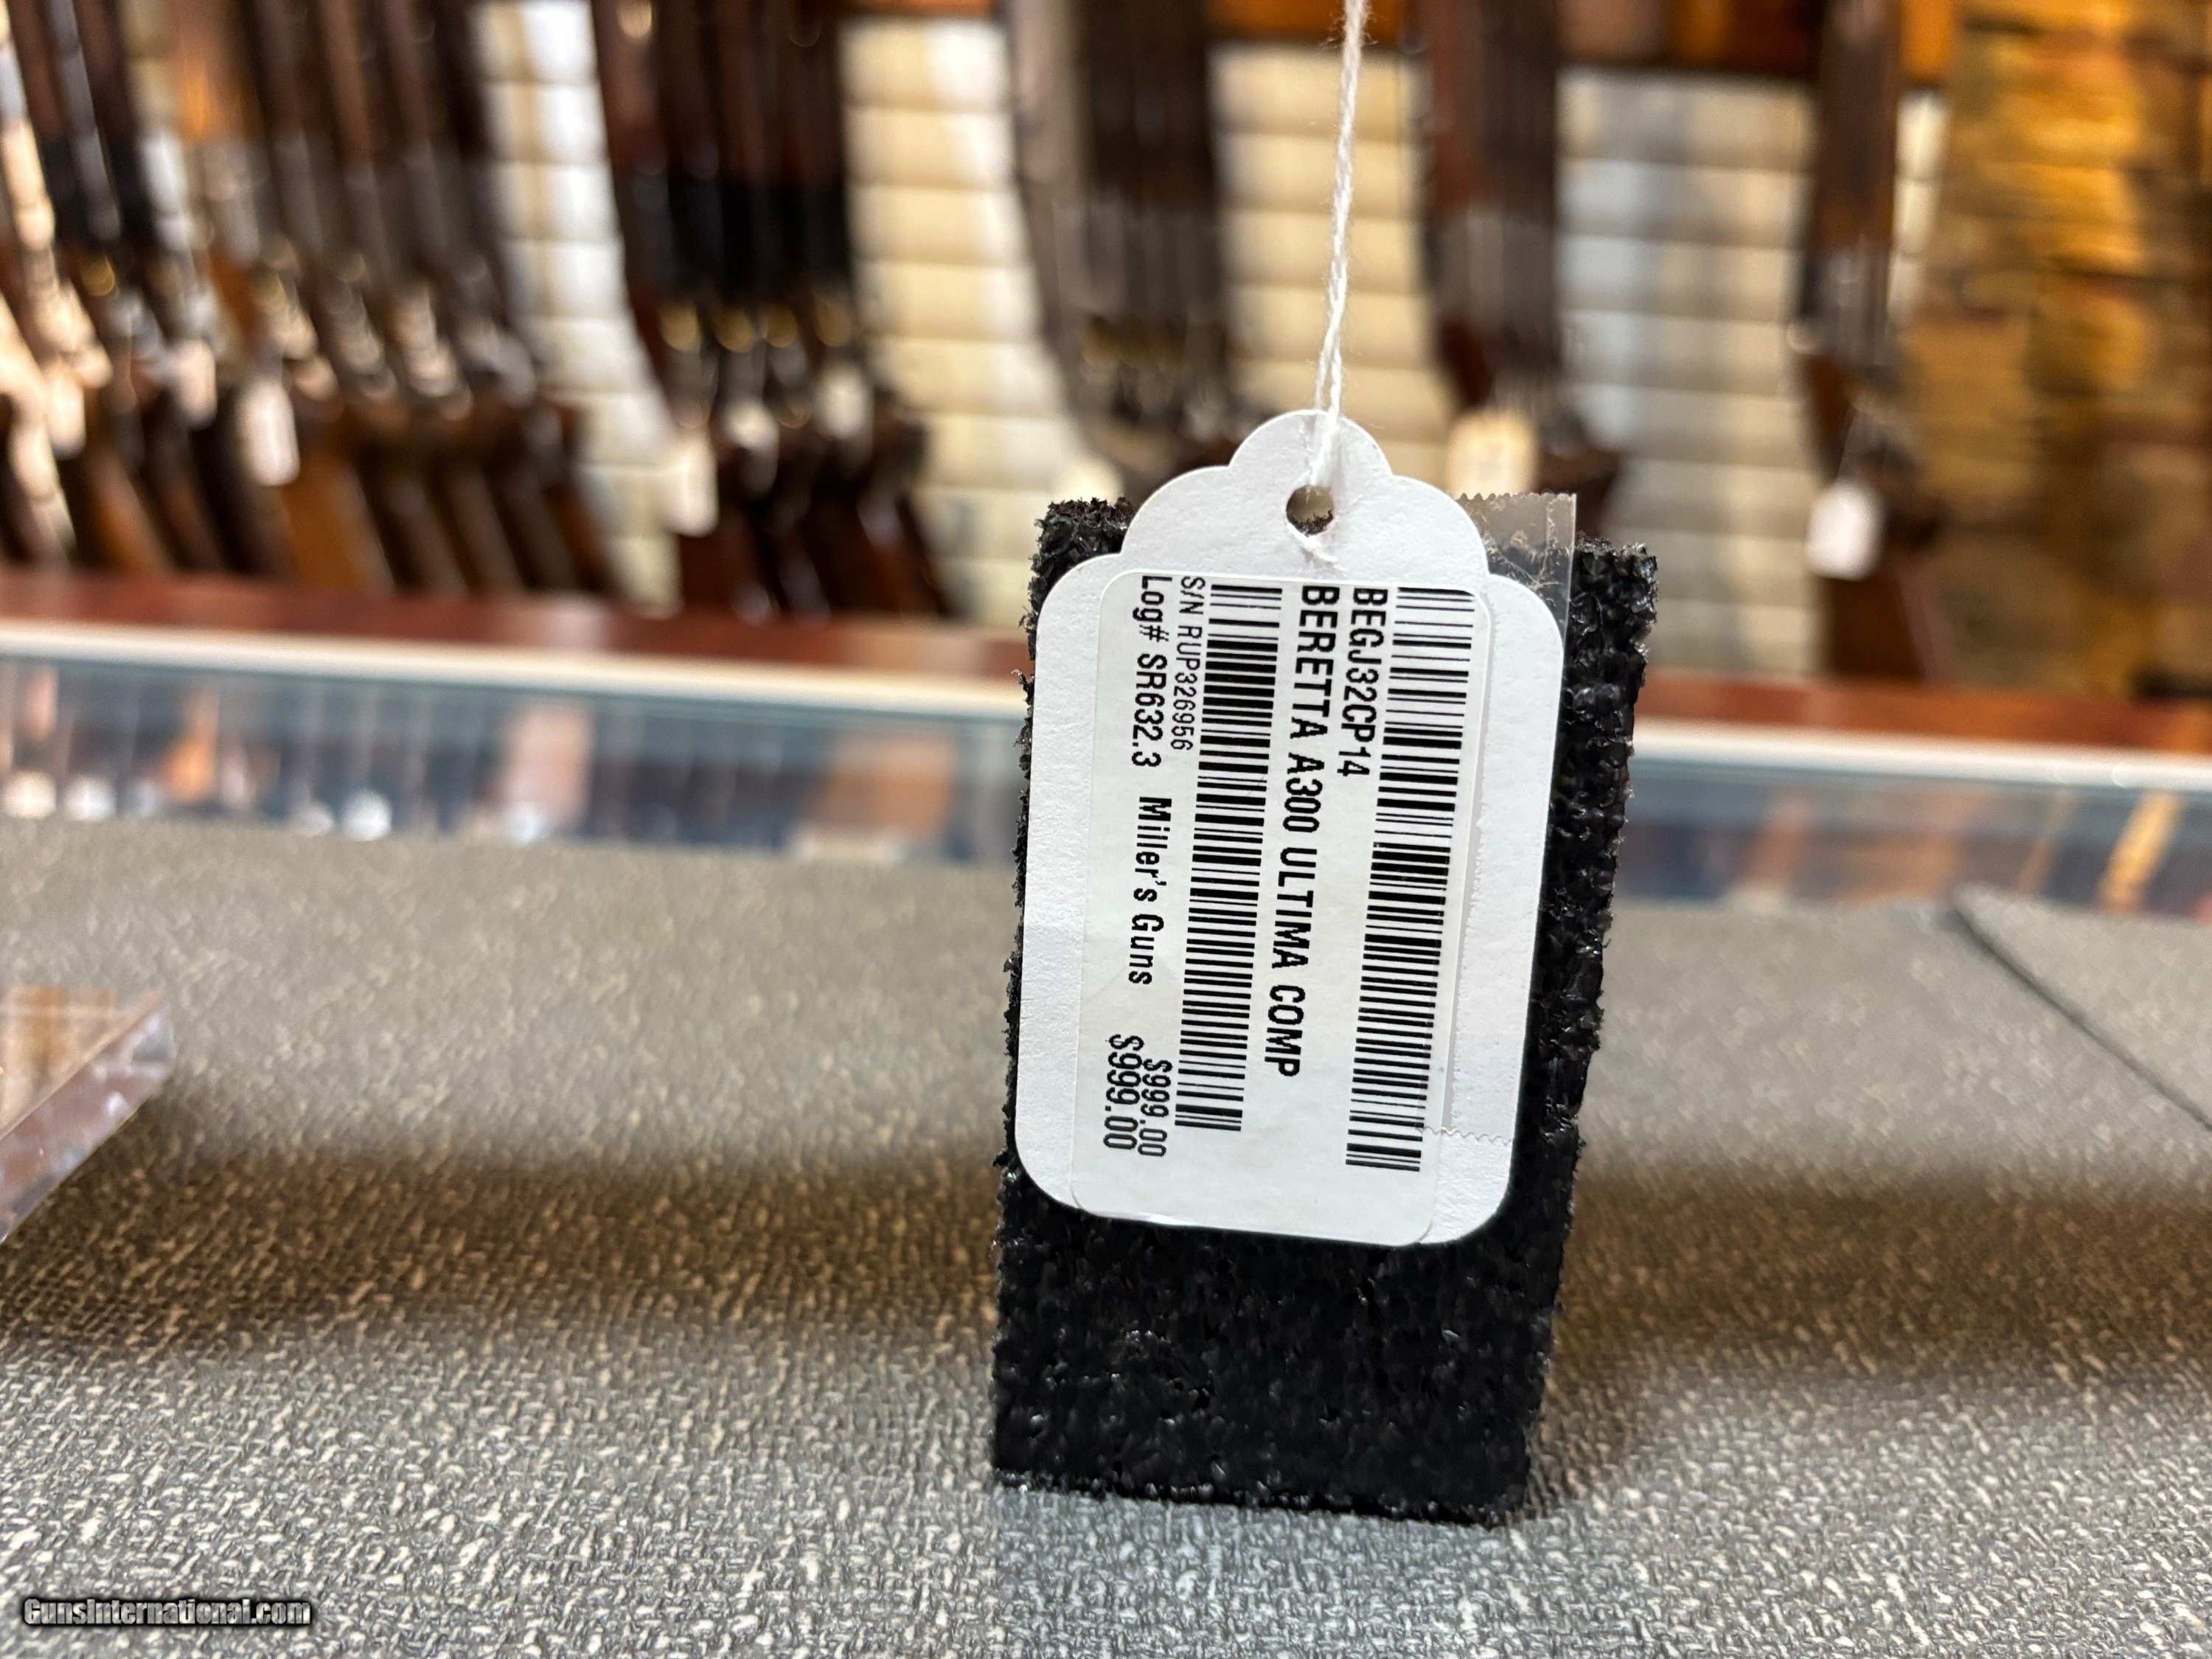 BEGJ32CP14
BERETTA A300 ULTIMA COMP
S/N RUP326956 $999.00
Log# SR632.3 Miller's Guns $999.00
GunsInternational.com